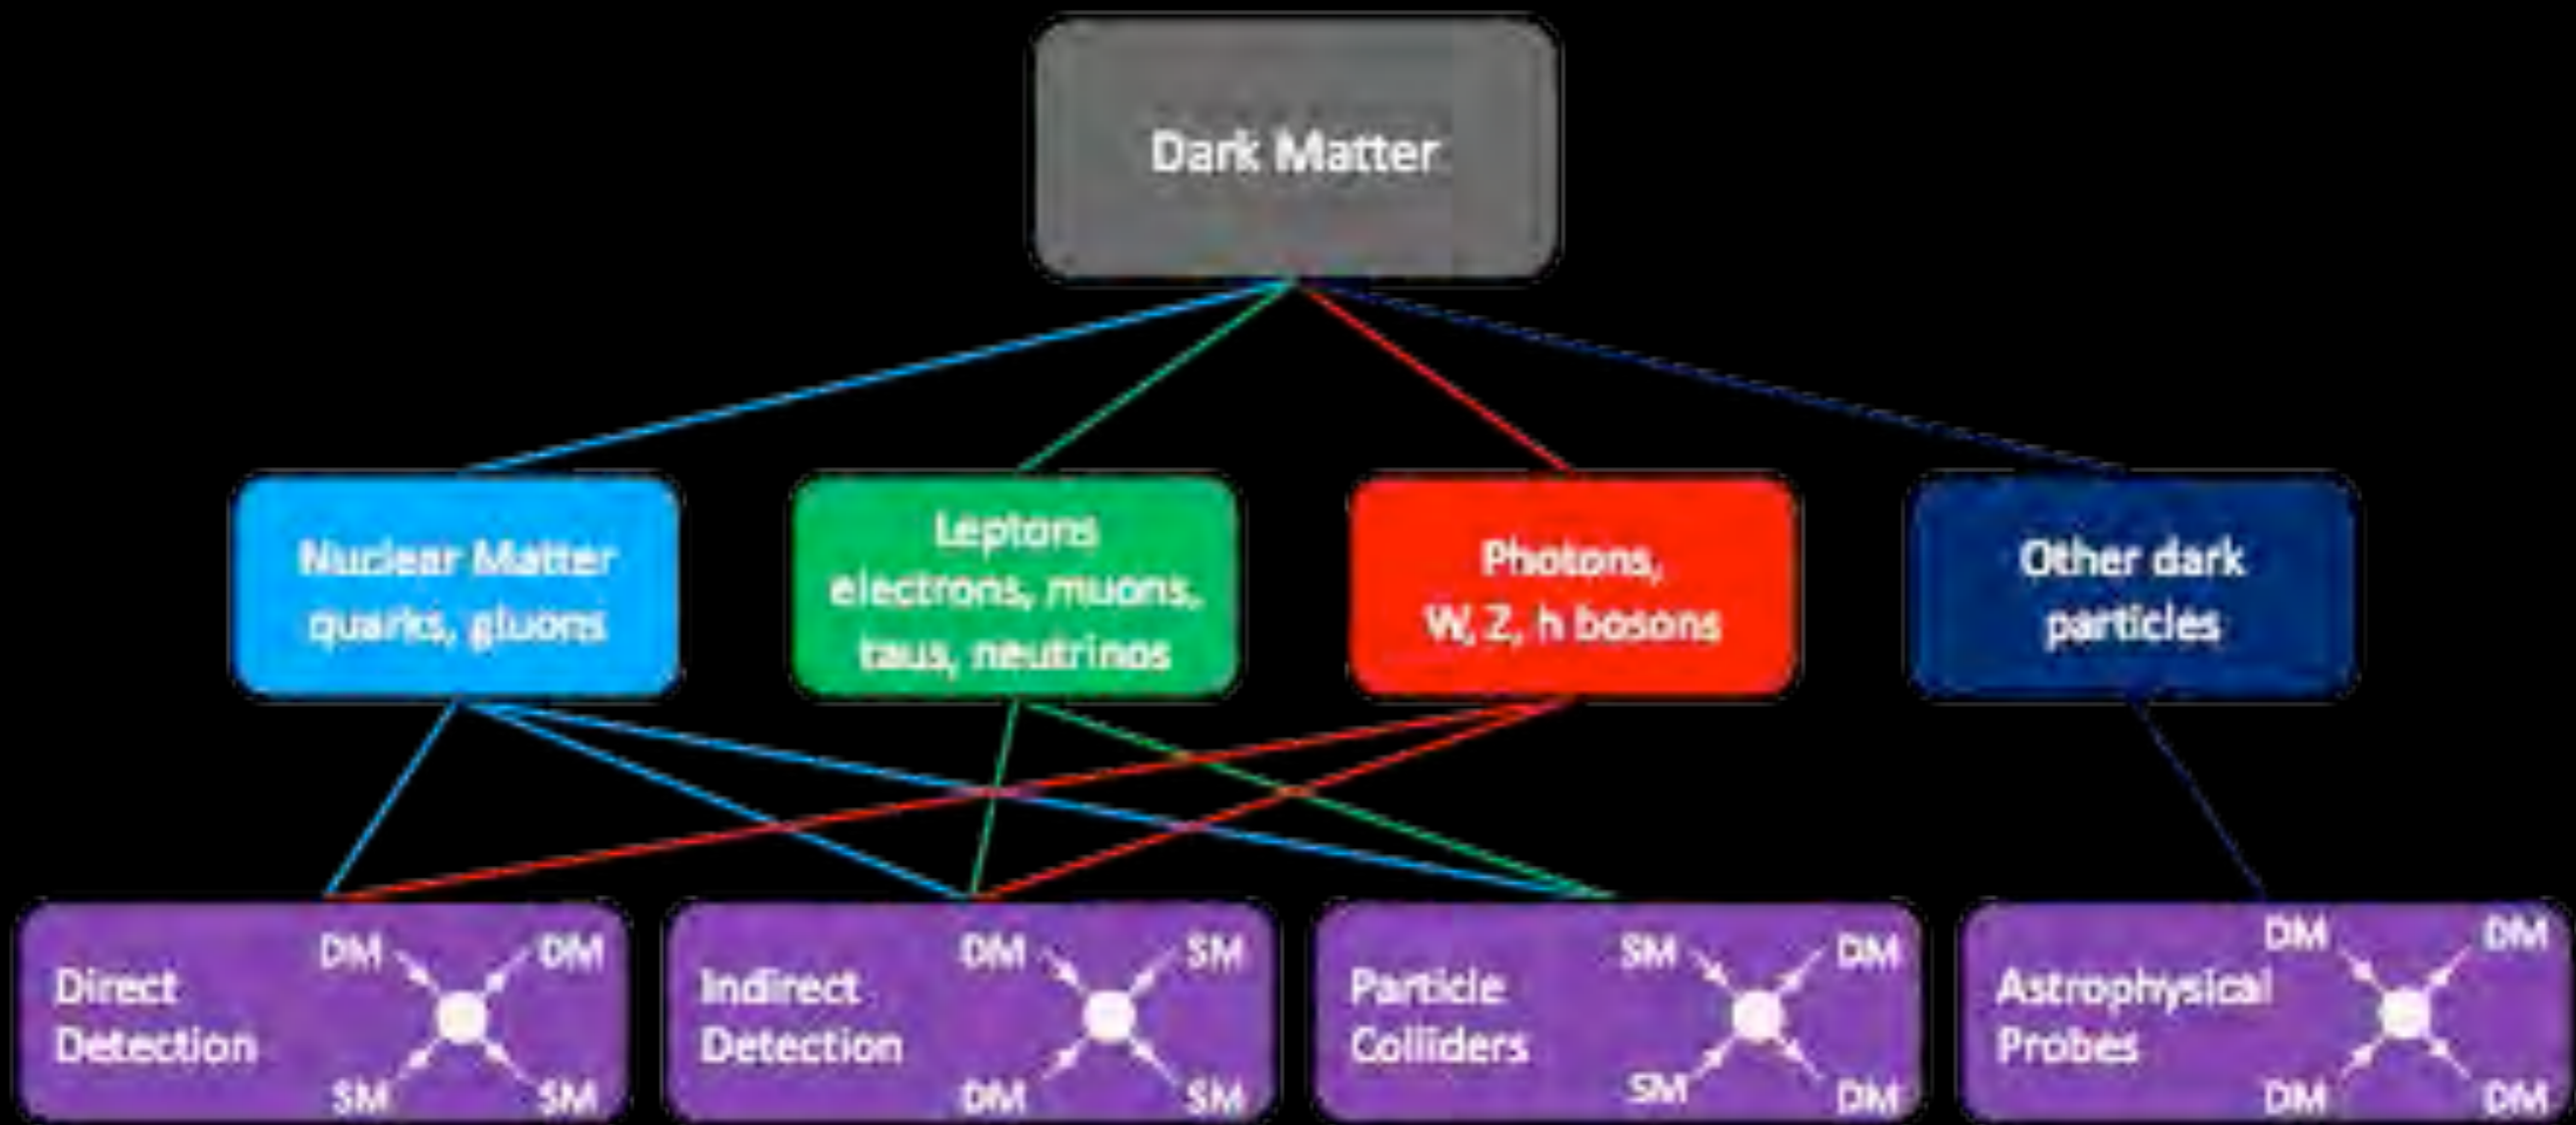 Dark Matter
Nuclear Matter
quarks, gluons
Leptons
electrons, muons,
taus, neutrinos
Photons,
W, Z, h bosons
Other dark
particles
Direct
Detection
DM DM
SM SM
Indirect
Detection
DM SM
DM SM
Particle
Colliders
SM DM
SM DM
Astrophysical
Probes
DM DM
DM DM